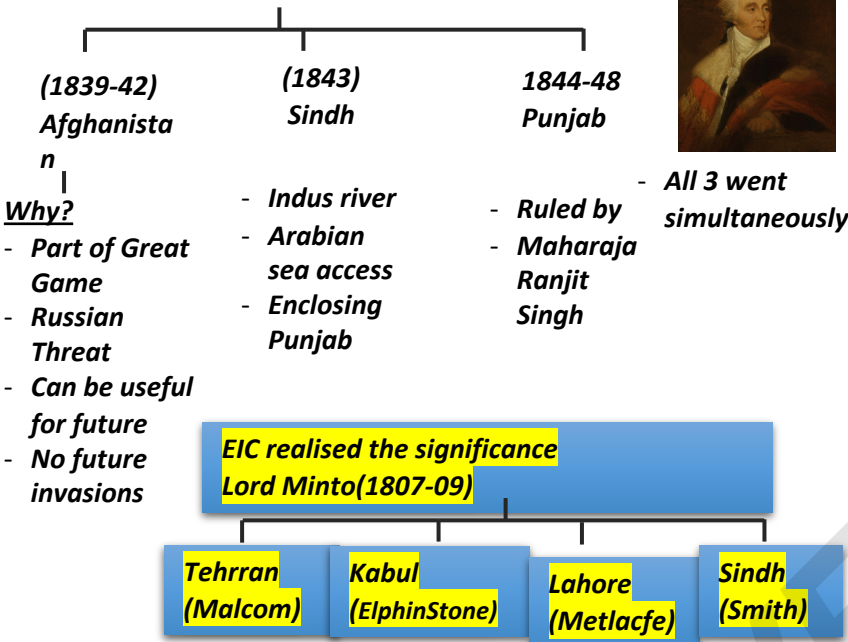 (1839-42)
Afghanista
n
(1843)
Sindh
1844-48
Punjab
Why?
- Part of Great
Game
- Russian
Threat
- Can be useful
for future
- No future
invasions
- Indus river
- Arabian
sea access
- Enclosing
Punjab
- Ruled by
- Maharaja
Ranjit
Singh
- All 3 went
simultaneously
EIC realised the significance
Lord Minto(1807-09)
Tehrran
(Malcom)
Kabul
(ElphinStone)
Lahore
(Metlacfe)
Sindh
(Smith)